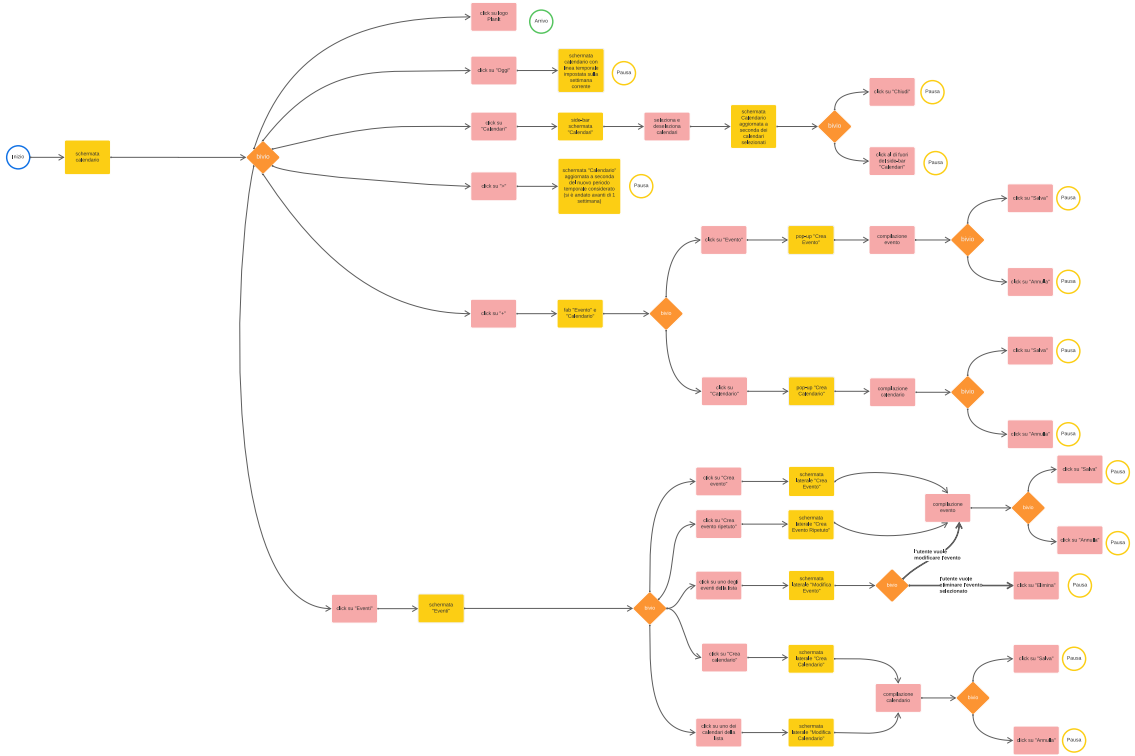 click su logo
Planit
Arrivo
click su "Oggi"
schermata
calendario con
linea temporale
impostata sulla
settimana
corrente
Pausa
click su
"Calendari"
side-bar
schermata
"Calendari"
seleziona e
deseleziona
calendari
schermata
Calendario
aggiornata a
seconda dei
calendari
selezionati
bivio
click su "Chiudi"
Pausa
click al di fuori
del side-bar
"Calendari"
Pausa
Inizio
schermata
calendario
bivio
click su ">"
schermata "Calendario"
aggiornata a seconda
del nuovo periodo
temporale considerato
(si è andato avanti di 1
settimana)
Pausa
click su "+"
tab "Evento" e
"Calendario"
bivio
click su "Evento"
pop-up "Crea
Evento"
compilazione
evento
bivio
click su "Salva"
Pausa
click su "Annulla"
Pausa
click su
"Calendario"
pop-up "Crea
Calendario"
compilazione
calendario
bivio
click su "Salva"
Pausa
click su "Annulla"
Pausa
click su "Eventi"
schermata
"Eventi"
bivio
click su "Crea
evento"
schermata
laterale "Crea
Evento"
click su "Crea
evento ripetuto"
schermata
laterale "Crea
Evento Ripetuto"
compilazione
evento
bivio
click su "Salva"
Pausa
click su "Annulla"
Pausa
click su uno degli
eventi della lista
schermata
laterale "Modifica
Evento"
bivio
l'utente vuole
modificare l'evento
l'utente vuole
eliminare l'evento
selezionato
click su "Elimina"
Pausa
click su "Crea
calendario"
schermata
laterale "Crea
Calendario"
click su uno dei
calendari della
lista
schermata
laterale "Modifica
Calendario"
compilazione
calendario
bivio
click su "Salva"
Pausa
click su "Annulla"
Pausa